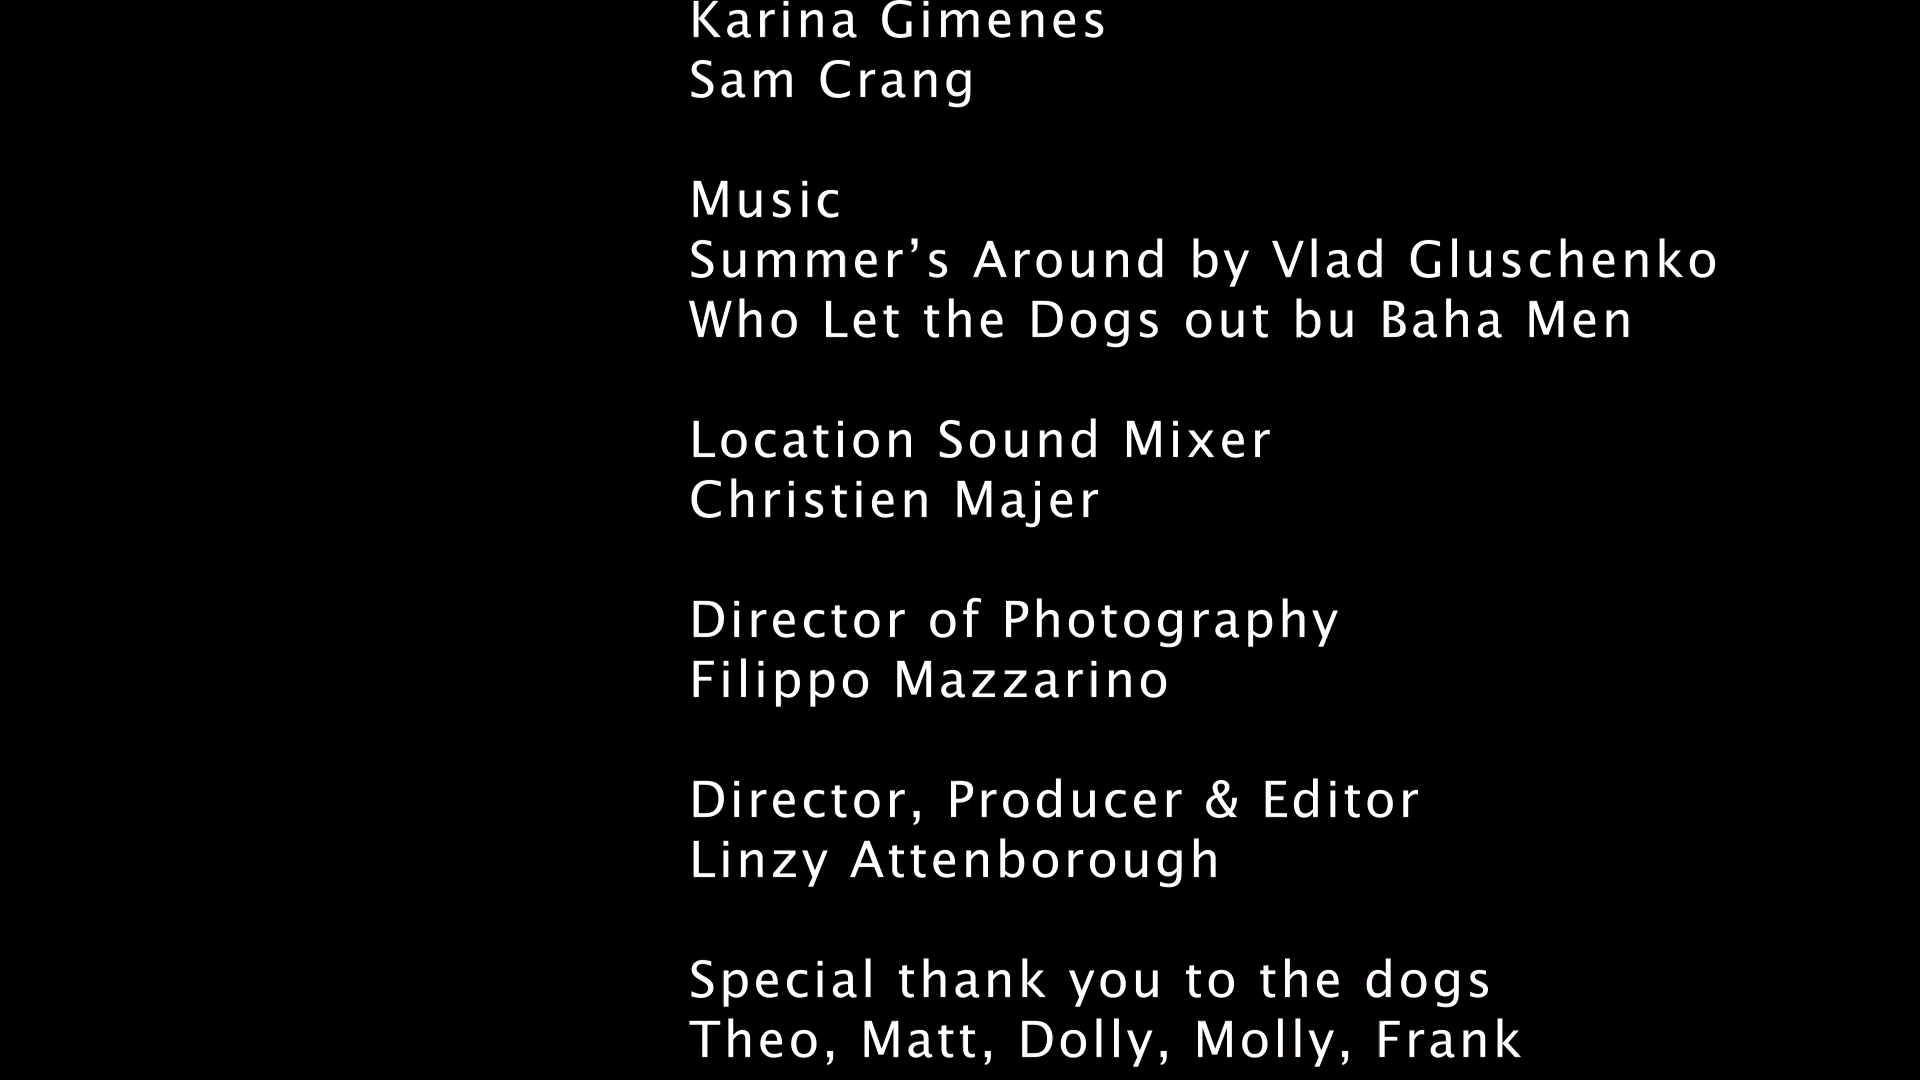 Karina Gimenes
Sam Crang
Music
Summer’s Around by Vlad Gluschenko
Who Let the Dogs out bu Baha Men
Location Sound Mixer
Christien Majer
Director of Photography
Filippo Mazzarino
Director, Producer & Editor
Linzy Attenborough
Special thank you to the dogs
Theo, Matt, Dolly, Molly, Frank